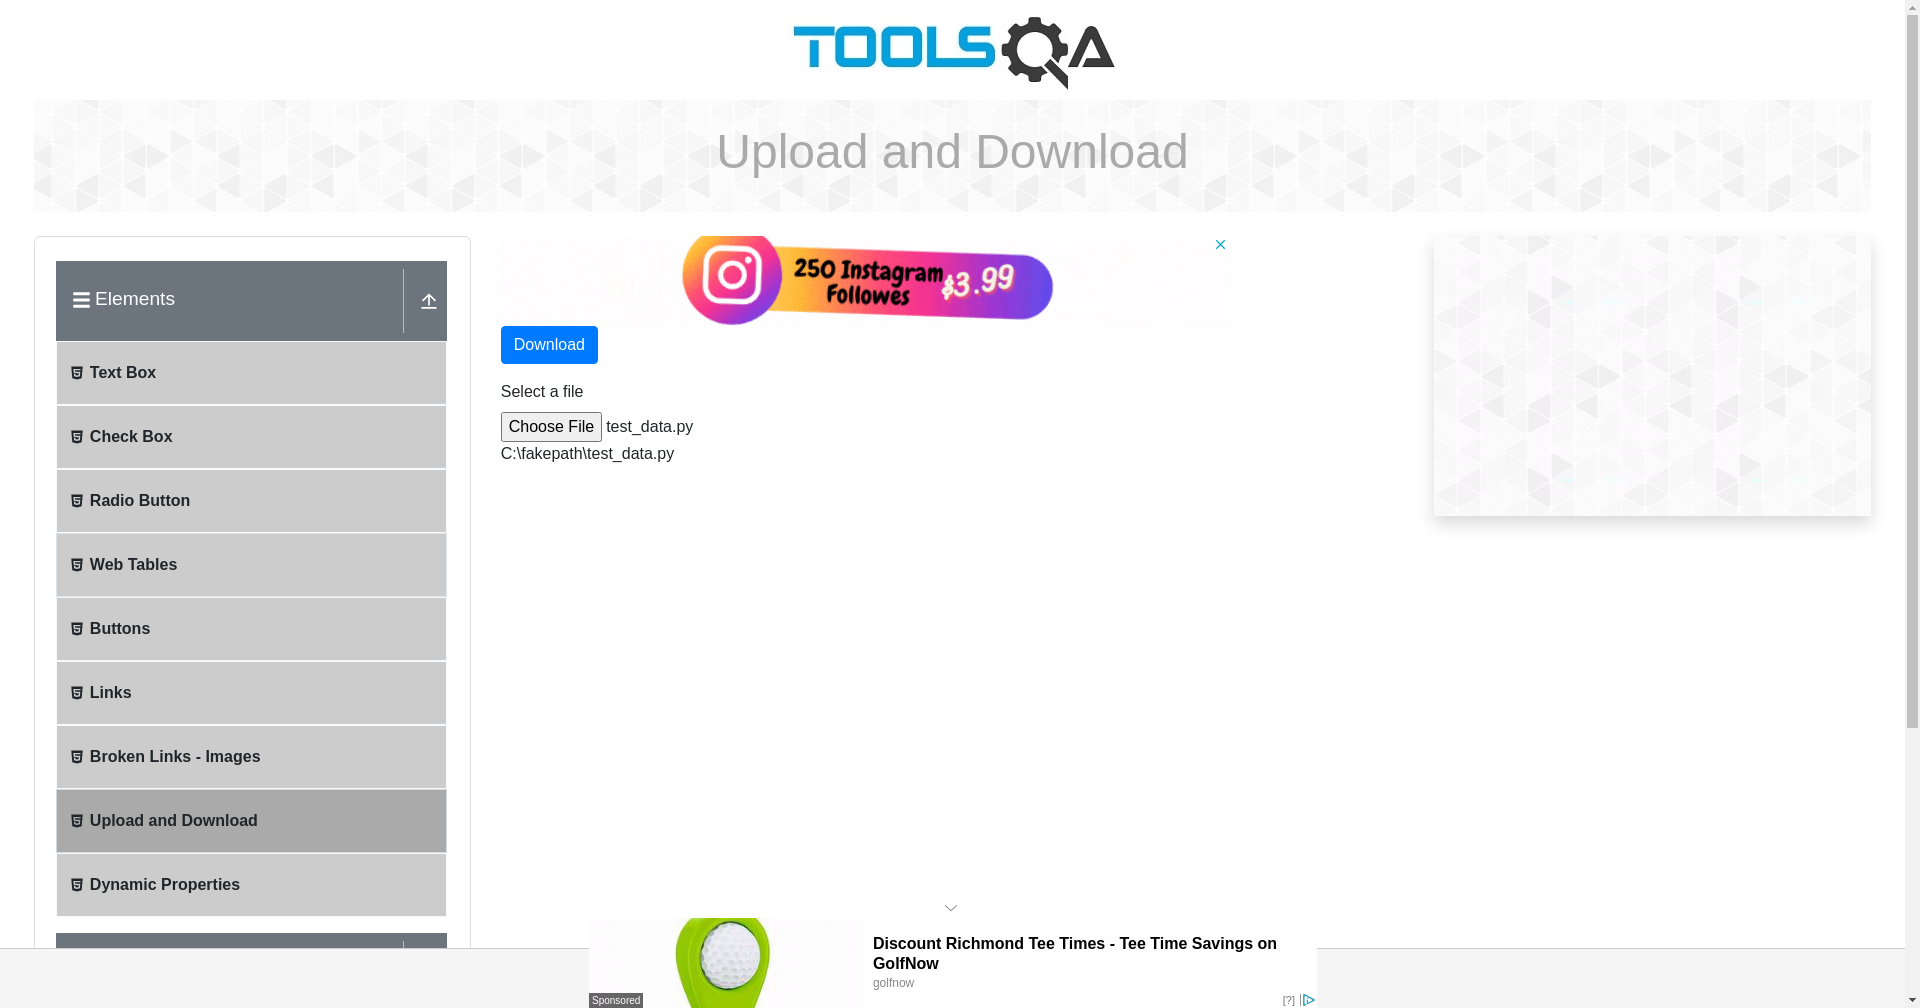 TOOLSQA
Upload and Download
Elements
Text Box
Check Box
Radio Button
Web Tables
Buttons
Links
Broken Links - Images
Upload and Download
Dynamic Properties
250 Instagram
Followes
$3.99
Download
Select a file
Choose File test_data.py
C:\fakepath\test_data.py
Discount Richmond Tee Times - Tee Time Savings on
GolfNow
golfnow
Sponsored
[?]